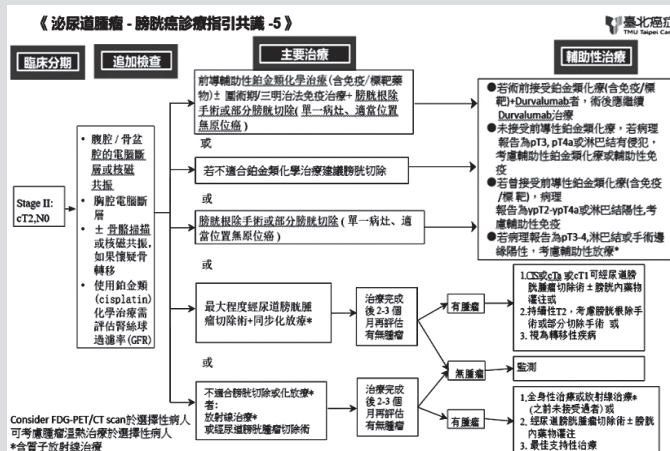 《 泌尿道腫瘤 - 膀胱癌診療指引共識 -5 》
臺北癌症
TMU Taipei Can
臨床分期
追加檢查
主要治療
輔助性治療
Stage II:
cT2,N0
• 腹腔 / 骨盆
腔的電腦斷
層或核磁
共振
• 胸腔電腦斷
層
• ± 骨骼掃描
或核磁共振,
如果懷疑骨
轉移
• 使用鉑金類
(cisplatin)
化學治療需
評估腎絲球
過濾率(GFR)
前導輔助性鉑金類化學治療(含免疫/標靶藥
物)± 圍術期/三明治法免疫治療+ 膀胱根除
手術或部分膀胱切除( 單一病灶、適當位置
無原位癌 )
或
若不適合鉑金類化學治療建議膀胱切除
或
膀胱根除手術或部分膀胱切除 ( 單一病灶、適
當位置無原位癌 )
或
最大程度經尿道膀胱腫
瘤切除術+同步化放療*
或
不適合膀胱切除或化放療*
者:
放射線治療*
或經尿道膀胱腫瘤切除術
治療完成
後 2-3 個
月再評估
有無腫瘤
治療完成
後 2-3 個
月再評估
有無腫瘤
有腫瘤
無腫瘤
有腫瘤
●若術前接受鉑金類化療(含免疫/標
靶)+Durvalumab者，術後應繼續
Durvalumab治療
●未接受前導性鉑金類化療，若病理
報告為pT3, pT4a或淋巴結有侵犯，
考慮輔助性鉑金類化療或輔助性免
疫
●若曾接受前導性鉑金類化療(含免疫
/標 靶)，病理
報告為ypT2-ypT4a或淋巴結陽性,考
慮輔助性免疫
●若病理報告為pT3-4,淋巴結或手術邊
緣陽性，考慮輔助性放療*
1.CIS或cTa 或cT1可經尿道膀
胱腫瘤切除術 ± 膀胱內藥物
灌注或
2.持續性T2，考慮膀胱根除手
術或部分切除手術 或
3. 視為轉移性疾病
監測
1.全身性治療或放射線治療*
(之前未接受過者) 或
2. 經尿道膀胱腫瘤切除術 ± 膀胱
內藥物灌注
3. 最佳支持性治療
Consider FDG-PET/CT scan於選擇性病人
可考慮腫瘤溫熱治療於選擇性病人
*含質子放射線治療